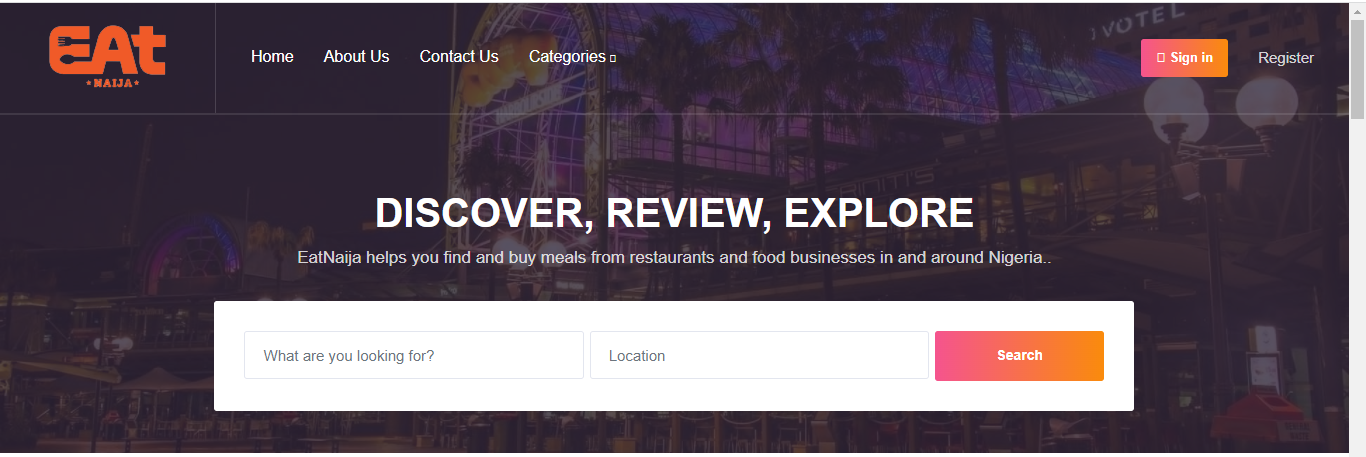 EAt
NAIJA
Home About Us Contact Us Categories
Sign in Register
NOVOTEL
DISCOVER, REVIEW, EXPLORE
EatNaija helps you find and buy meals from restaurants and food businesses in and around Nigeria..
What are you looking for? Location Search